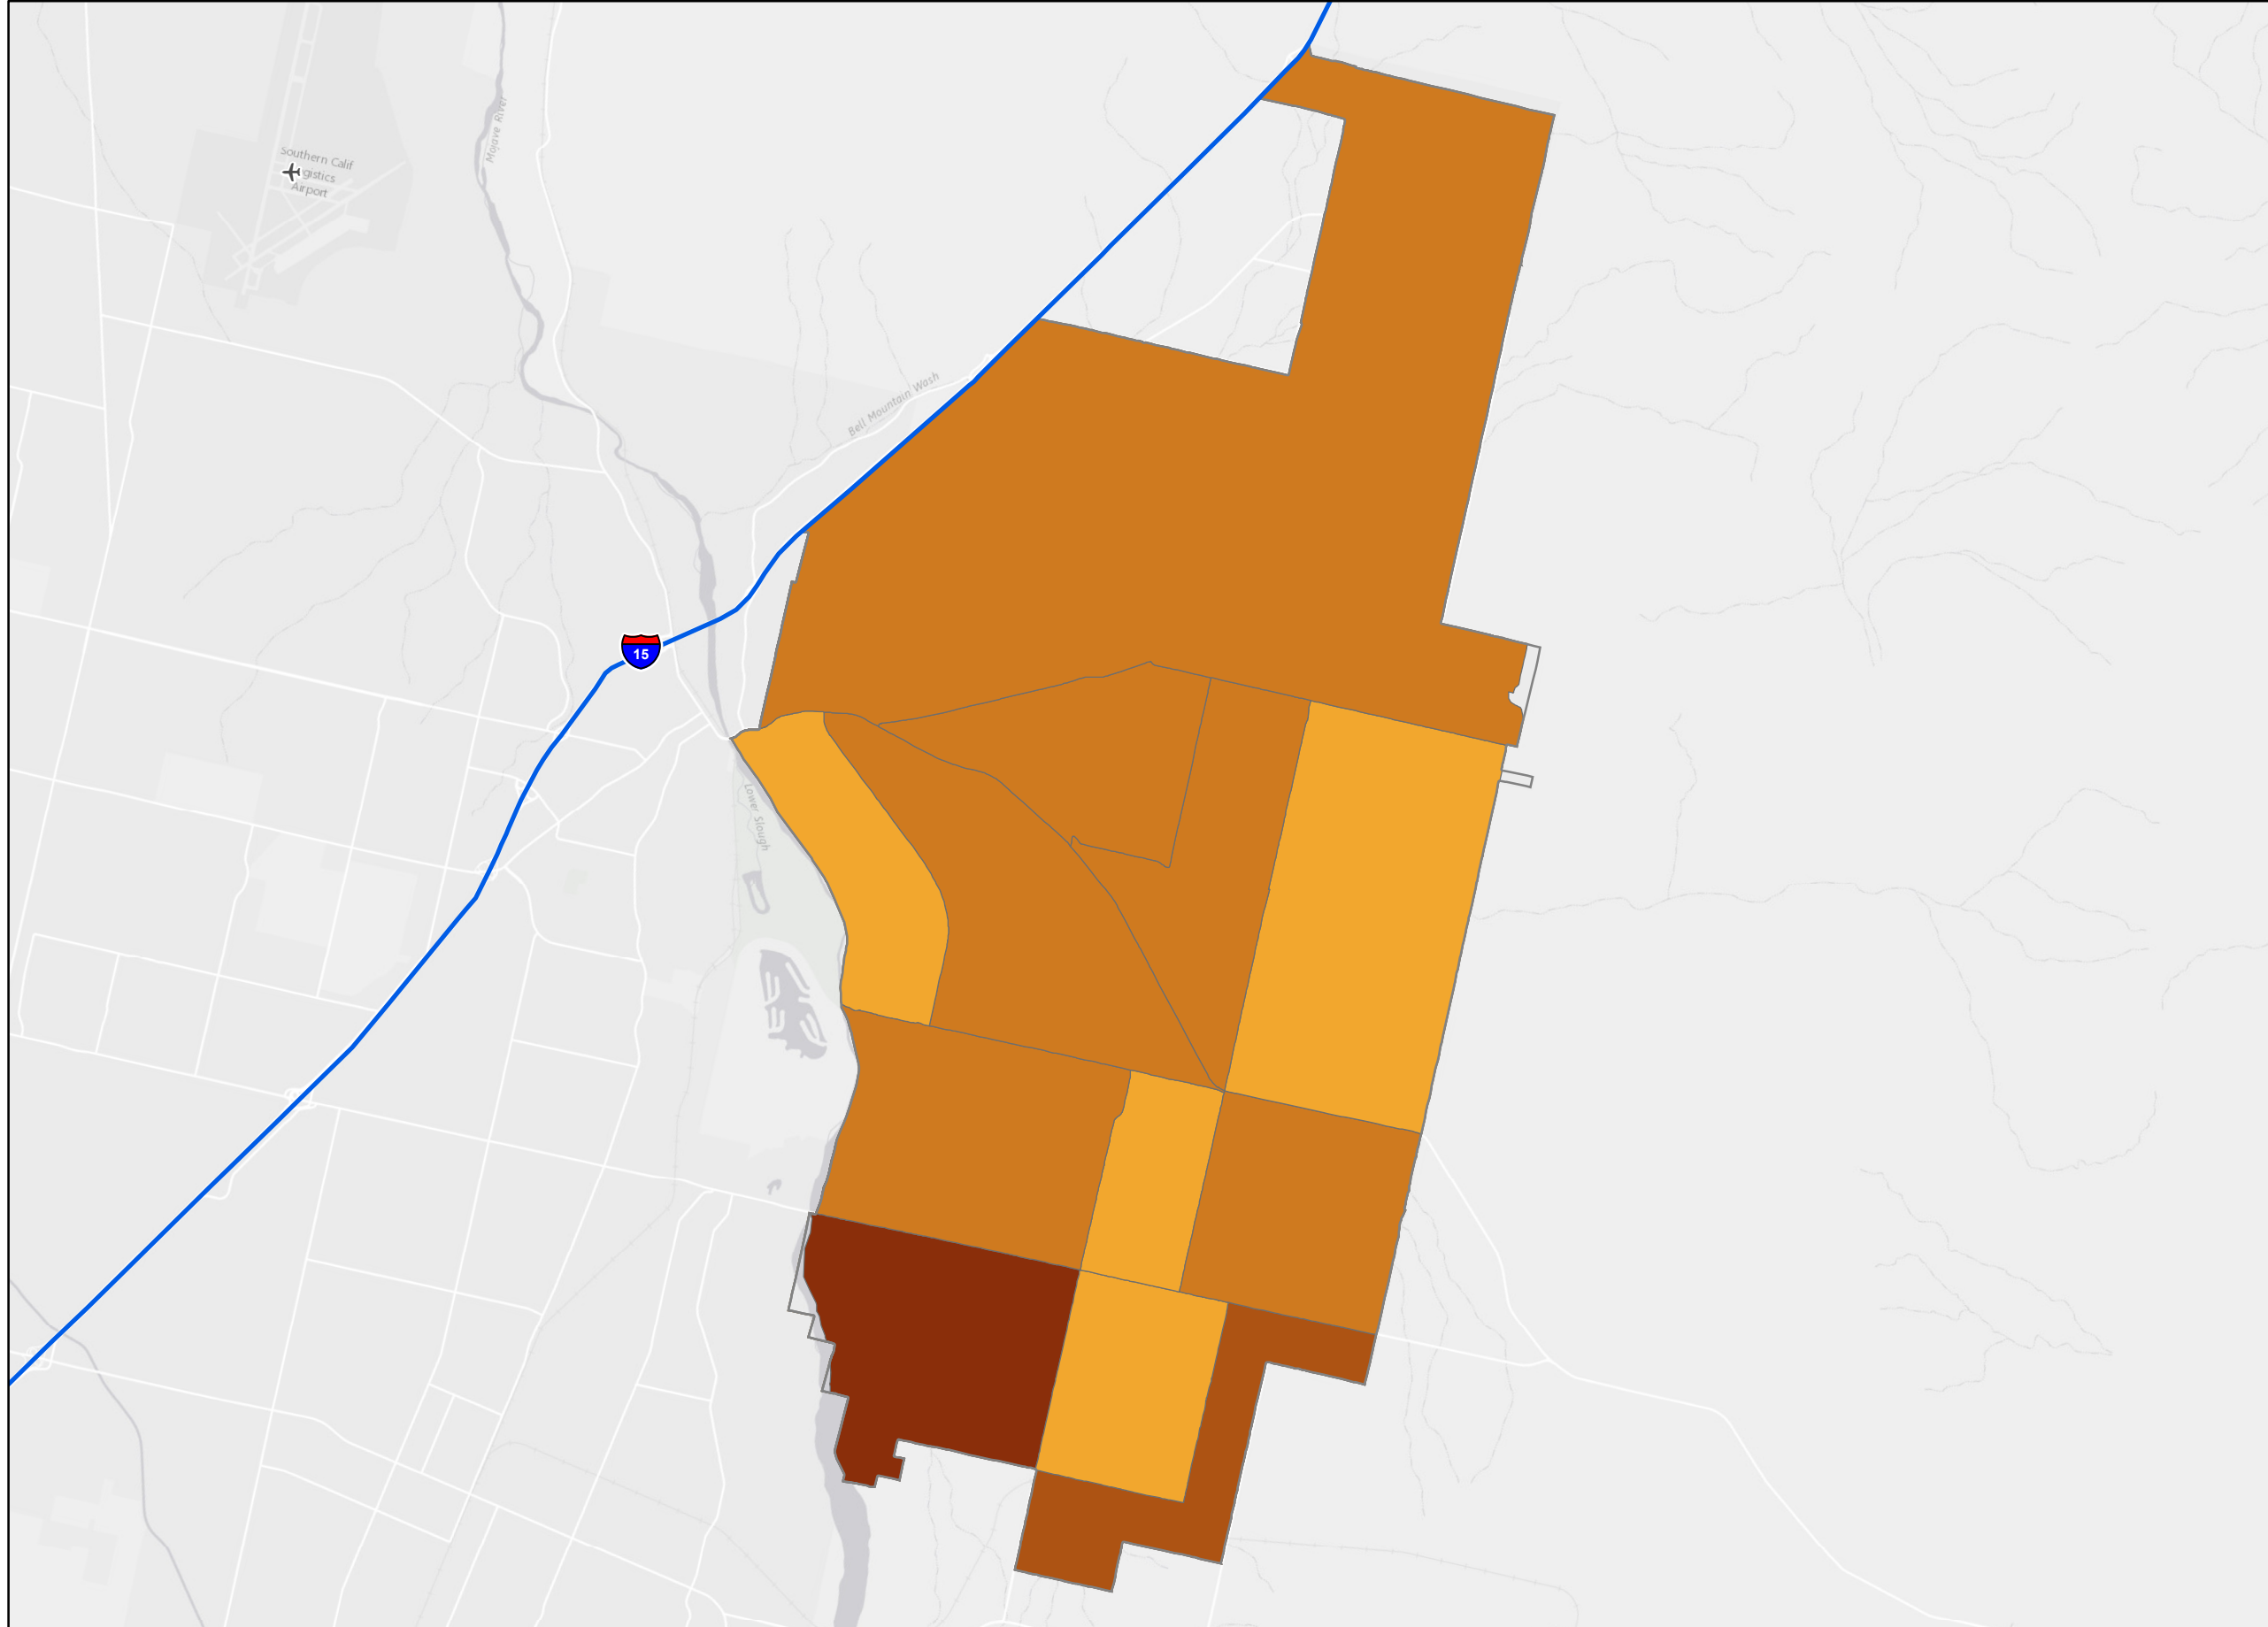 Mojave River
Southern Calif
gistics
Airport
Bell Mountain Wash
15
Lower Slough